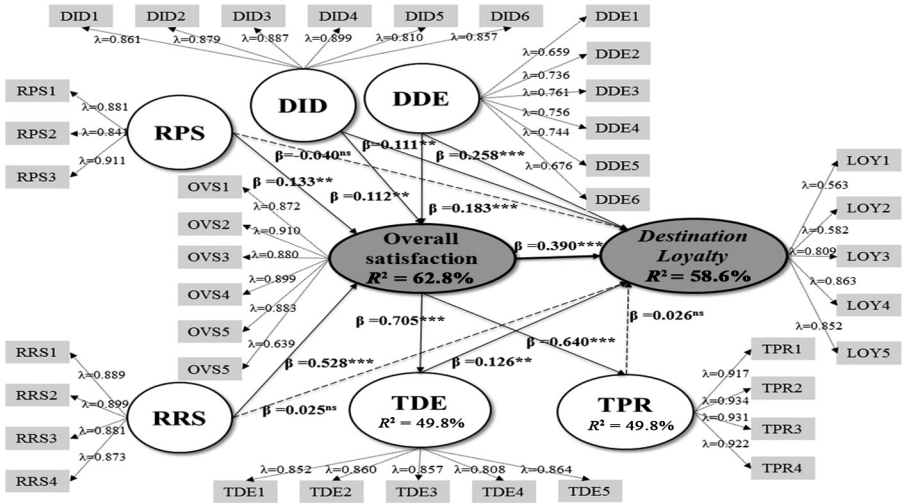 DID1 DID2 DID3 DID4 DID5 DID6
λ=0.861 λ=0.879 λ=0.887 λ=0.899 λ=0.810 λ=0.857
DID
DDE
DDE1
DDE2
DDE3
DDE4
DDE5
DDE6
λ=0.659
λ=0.736
λ=0.761
λ=0.756
λ=0.744
λ=0.676
RPS1
RPS2
RPS3
λ=0.881
λ=0.841
λ=0.911
RPS
β=-0.040ns
β=0.111**
β =0.258***
β =0.133**
β =0.112**
β =0.183***
OVS1
OVS2
OVS3
OVS4
OVS5
OVS5
λ=0.872
λ=0.910
λ=0.880
λ=0.899
λ=0.883
λ=0.639
Overall
satisfaction
R² = 62.8%
β =0.390***
Destination
Loyalty
R² = 58.6%
LOY1
LOY2
LOY3
LOY4
LOY5
λ=0.563
λ=0.582
λ=0.809
λ=0.863
λ=0.852
β =0.705***
β =0.026ns
β =0.640***
β =0.126**
β =0.528***
β =0.025ns
RRS1
RRS2
RRS3
RRS4
λ=0.889
λ=0.899
λ=0.881
λ=0.873
RRS
TDE
R² = 49.8%
TPR
R² = 49.8%
TPR1
TPR2
TPR3
TPR4
λ=0.917
λ=0.934
λ=0.931
λ=0.922
λ=0.852 λ=0.860 λ=0.857 λ=0.808 λ=0.864
TDE1 TDE2 TDE3 TDE4 TDE5